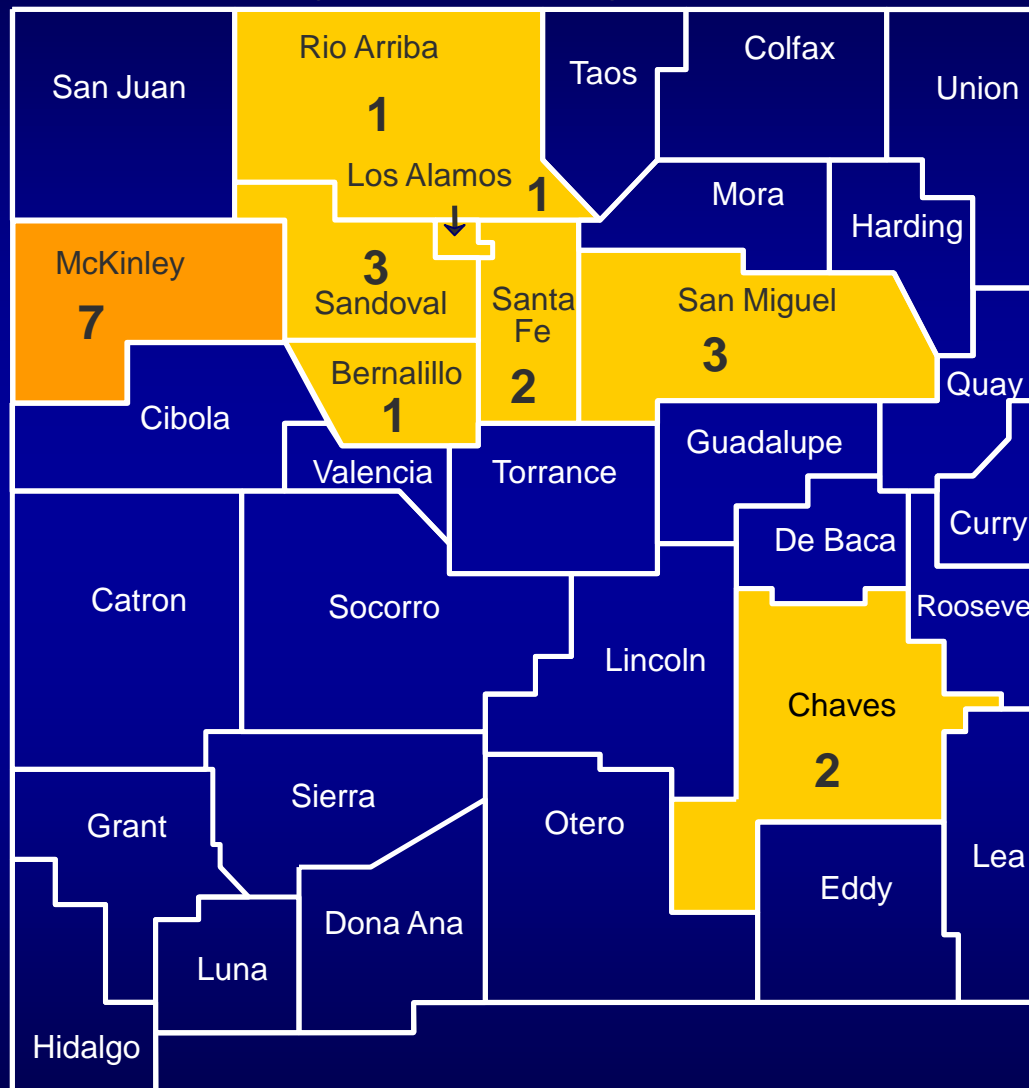 Rio Arriba
1
Taos
Colfax
San Juan
Union
Los Alamos
1
Mora
Harding
McKinley
7
3
Sandoval
Santa
Fe
2
San Miguel
3
Bernalillo
1
Quay
Cibola
Valencia
Torrance
Guadalupe
Curry
De Baca
Catron
Socorro
Rooseve
Lincoln
Chaves
2
Sierra
Grant
Otero
Lea
Eddy
Dona Ana
Luna
Hidalgo